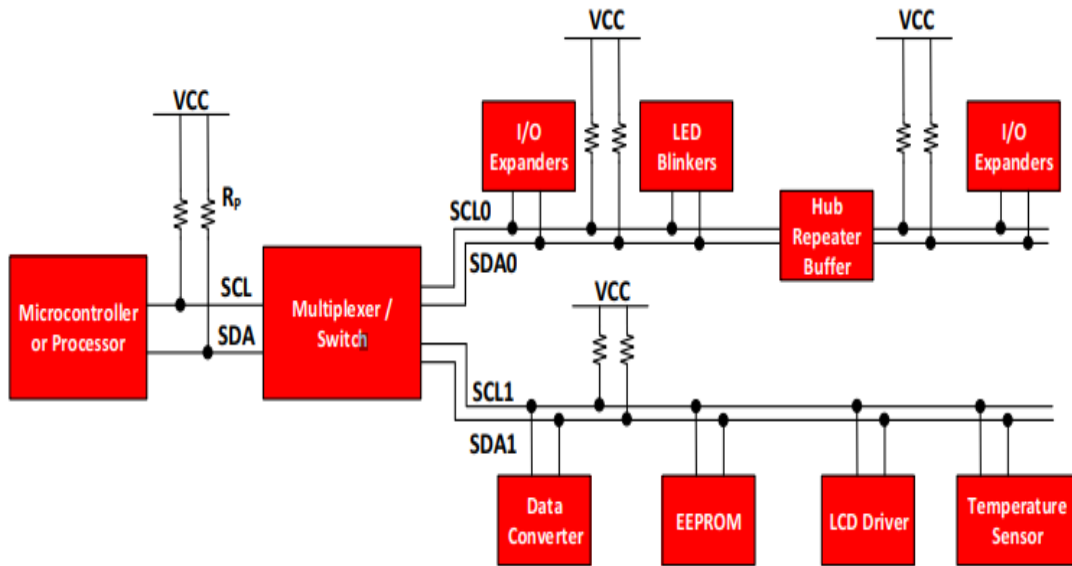 VCC
VCC
VCC
I/O
Expanders
LED
Blinkers
I/O
Expanders
RP
SCL0
Hub
Repeater
Buffer
SDA0
SCL
Microcontroller
or Processor
Multiplexer /
Switch
VCC
SDA
SCL1
SDA1
Data
Converter
EEPROM
LCD Driver
Temperature
Sensor